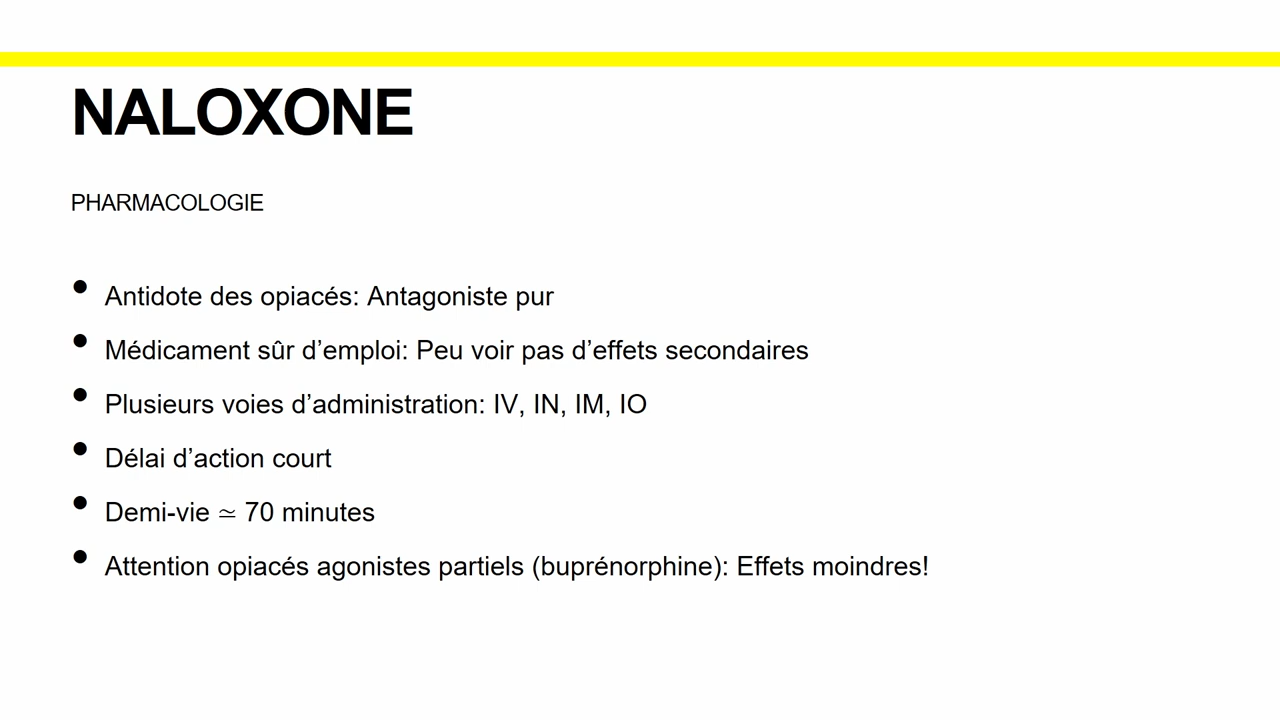 NALOXONE
PHARMACOLOGIE
• Antidote des opiacés: Antagoniste pur
• Médicament sûr d’emploi: Peu voir pas d’effets secondaires
• Plusieurs voies d’administration: IV, IN, IM, IO
• Délai d’action court
• Demi-vie ≃ 70 minutes
• Attention opiacés agonistes partiels (buprénorphine): Effets moindres!